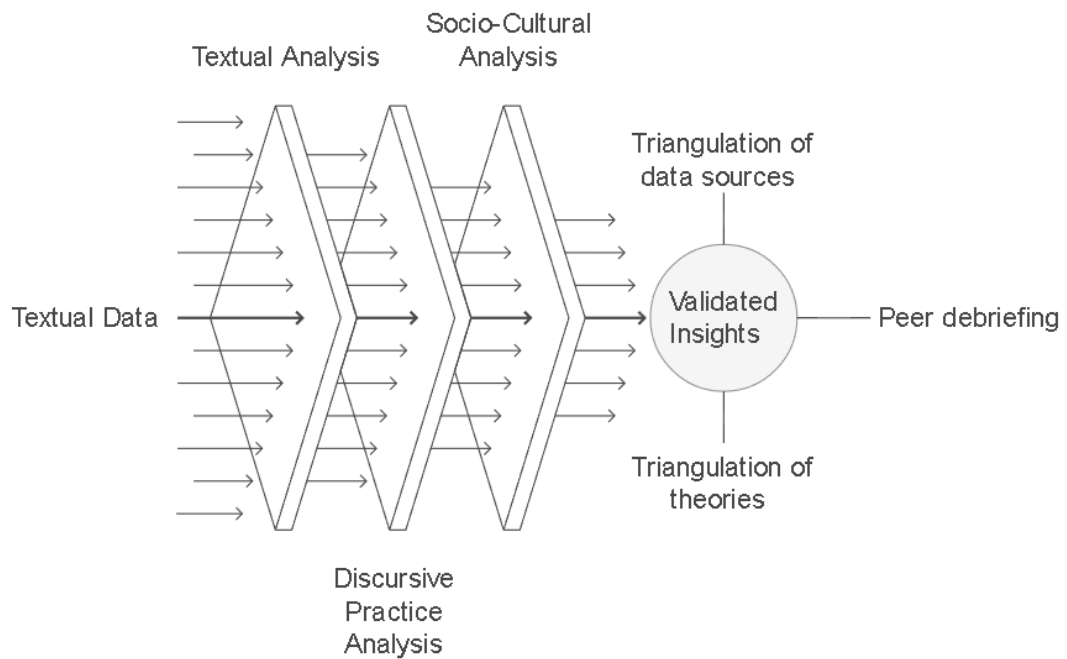 Socio-Cultural
Textual Analysis
Analysis
Triangulation of
data sources
Textual Data
Validated
Insights
Peer debriefing
Triangulation of
theories
Discursive
Practice
Analysis